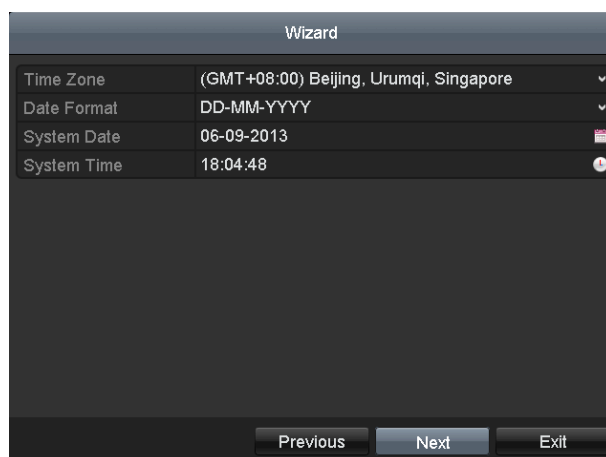 Wizard
Time Zone (GMT+08:00) Beijing, Urumqi, Singapore
Date Format DD-MM-YYYY
System Date 06-09-2013
System Time 18:04:48
Previous Next Exit